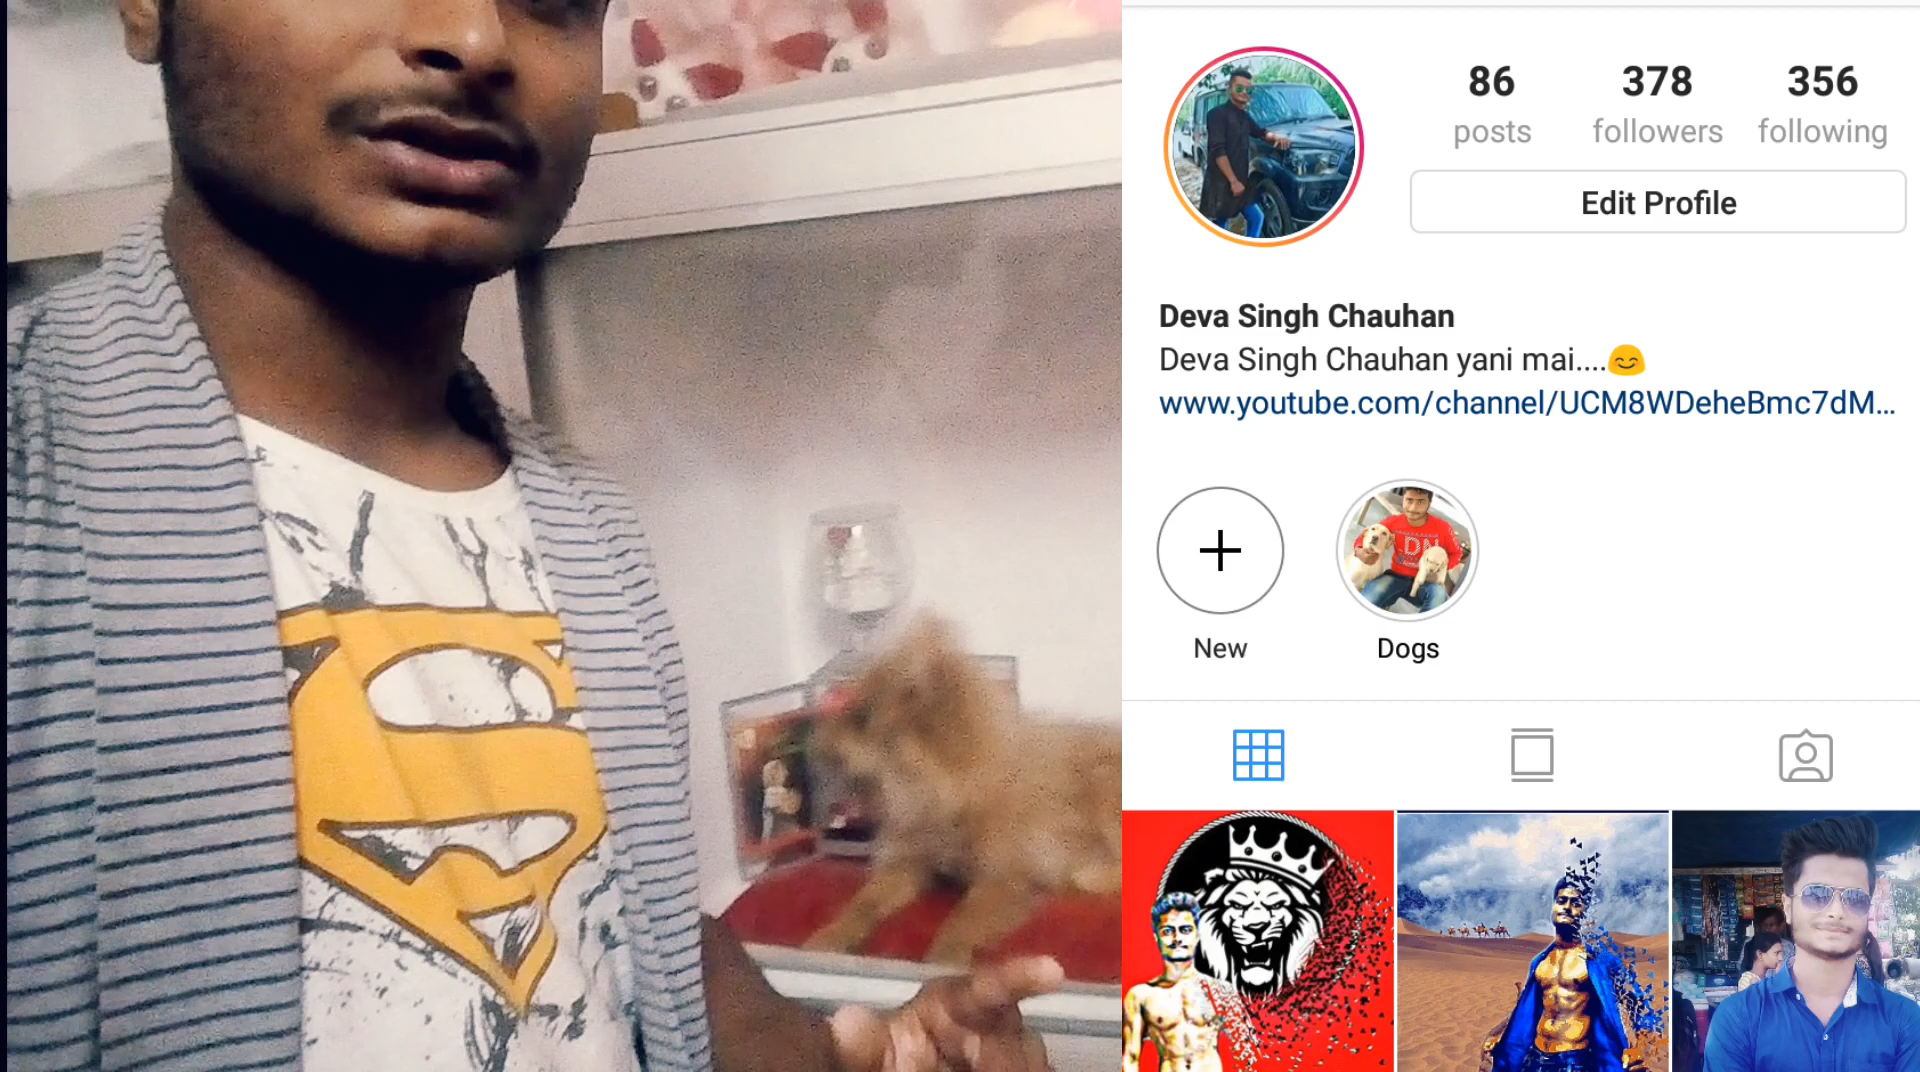 86 378 356
posts followers following
Edit Profile
Deva Singh Chauhan
Deva Singh Chauhan yani mai....😊
www.youtube.com/channel/UCM8WDeheBmc7dM...
New Dogs